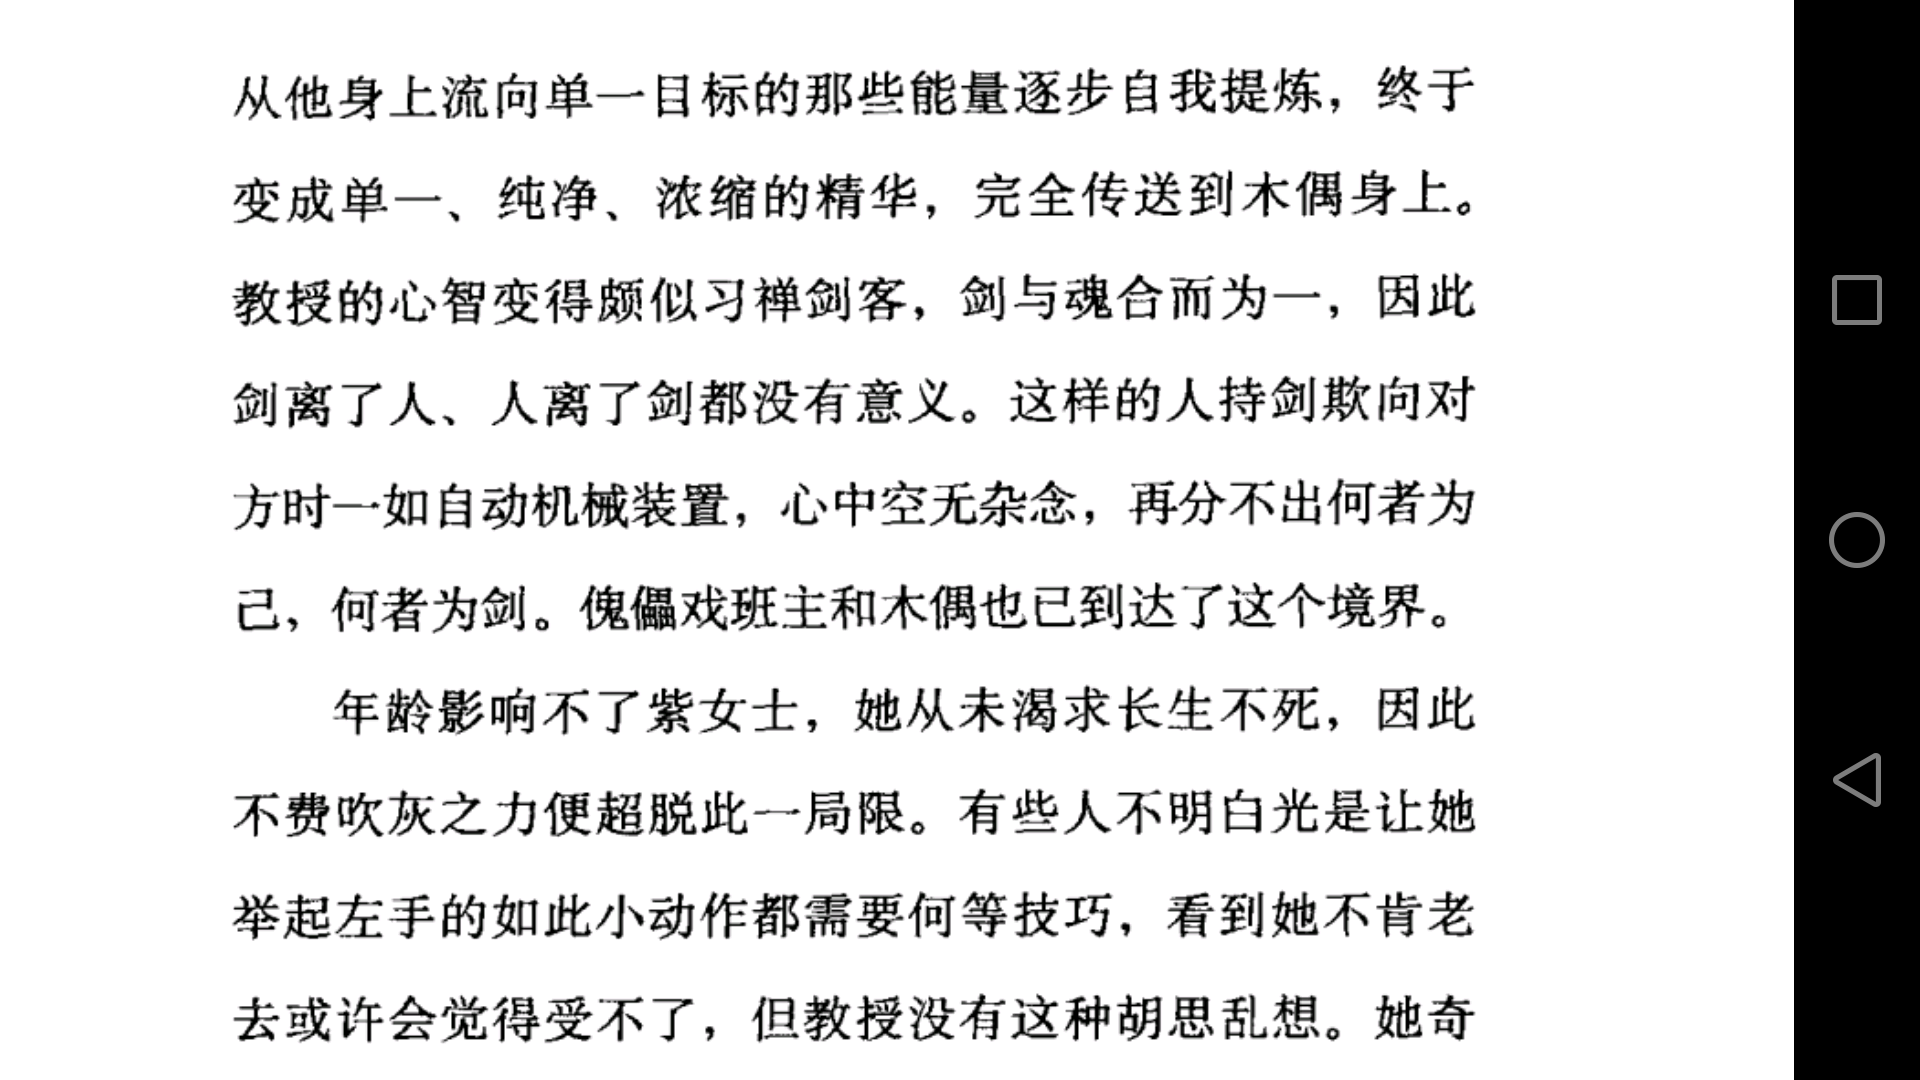 从他身上流向单一目标的那些能量逐步自我提炼，终于
变成单一、纯净、浓缩的精华，完全传送到木偶身上。
教授的心智变得颇似习禅剑客，剑与魂合而为一，因此
剑离了人、人离了剑都没有意义。这样的人持剑欺向对
方时一如自动机械装置，心中空无杂念，再分不出何者为
己，何者为剑。傀儡戏班主和木偶也已到达了这个境界。
年龄影响不了紫女士，她从未渴求长生不死，因此
不费吹灰之力便超脱此一局限。有些人不明白光是让她
举起左手的如此小动作都需要何等技巧，看到她不肯老
去或许会觉得受不了，但教授没有这种胡思乱想。她奇